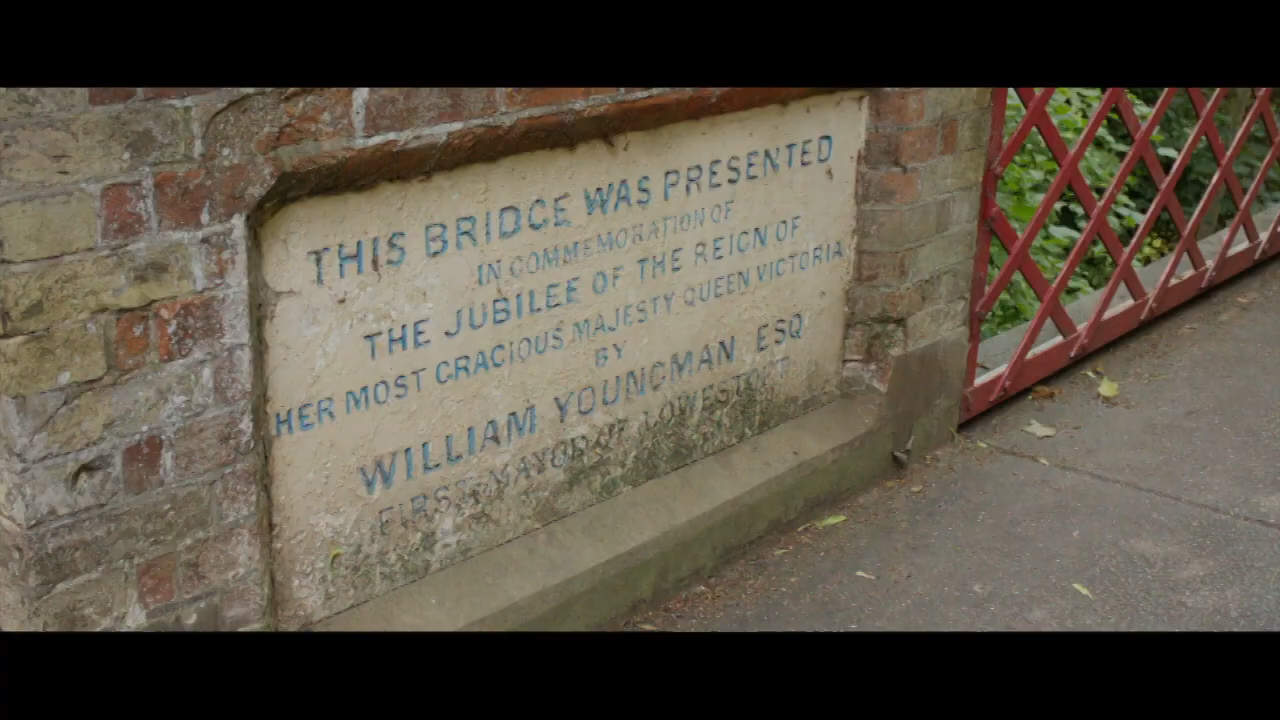 THIS BRIDGE WAS PRESENTED
IN COMMEMORATION OF
THE JUBILEE OF THE REIGN OF
HER MOST GRACIOUS MAJESTY QUEEN VICTORIA
BY
WILLIAM YOUNGMAN ESQ
FIRST MAYOR OF LOWESTOFT